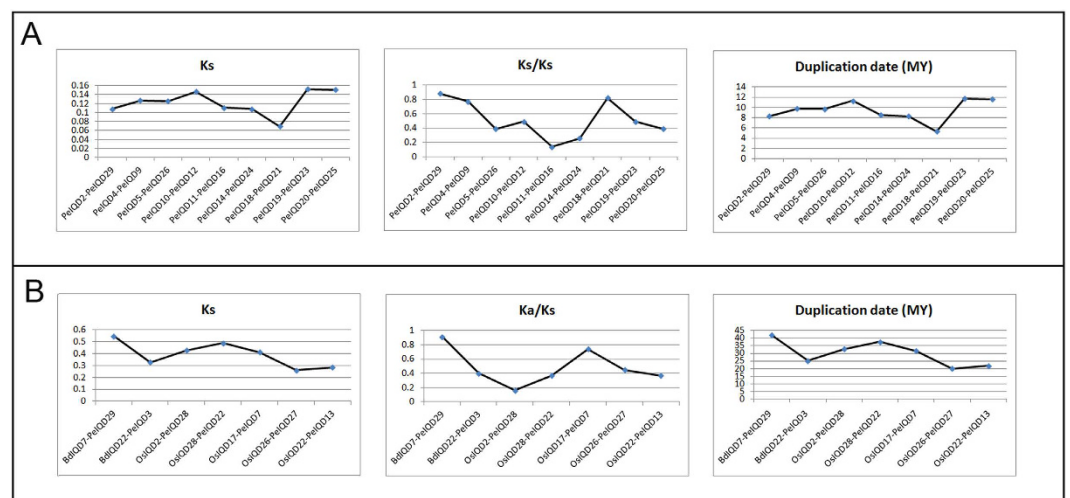 A
Ks
0.16
0.14
0.12
0.1
0.08
0.06
0.04
0.02
0
PeIQD2-PeIQD29
PeIQD4-PeIQD9
PeIQD5-PeIQD26
PeIQD10-PeIQD12
PeIQD11-PeIQD16
PeIQD14-PeIQD24
PeIQD18-PeIQD21
PeIQD19-PeIQD23
PeIQD20-PeIQD25
Ks/Ks
1
0.8
0.6
0.4
0.2
0
PeIQD2-PeIQD29
PeIQD4-PeIQD9
PeIQD5-PeIQD26
PeIQD10-PeIQD12
PeIQD11-PeIQD16
PeIQD14-PeIQD24
PeIQD18-PeIQD21
PeIQD19-PeIQD23
PeIQD20-PeIQD25
Duplication date (MY)
14
12
10
8
6
4
2
0
PeIQD2-PeIQD29
PeIQD4-PeIQD9
PeIQD5-PeIQD26
PeIQD10-PeIQD12
PeIQD11-PeIQD16
PeIQD14-PeIQD24
PeIQD18-PeIQD21
PeIQD19-PeIQD23
PeIQD20-PeIQD25
B
Ks
0.6
0.5
0.4
0.3
0.2
0.1
0
BdIQD7-PeIQD29
BdIQD22-PeIQD3
OsIQD2-PeIQD28
OsIQD28-PeIQD22
OsIQD17-PeIQD7
OsIQD26-PeIQD27
OsIQD22-PeIQD13
Ka/Ks
1
0.8
0.6
0.4
0.2
0
BdIQD7-PeIQD29
BdIQD22-PeIQD3
OsIQD2-PeIQD28
OsIQD28-PeIQD22
OsIQD17-PeIQD7
OsIQD26-PeIQD27
OsIQD22-PeIQD13
Duplication date (MY)
45
40
35
30
25
20
15
10
5
0
BdIQD7-PeIQD29
BdIQD22-PeIQD3
OsIQD2-PeIQD28
OsIQD28-PeIQD22
OsIQD17-PeIQD7
OsIQD26-PeIQD27
OsIQD22-PeIQD13